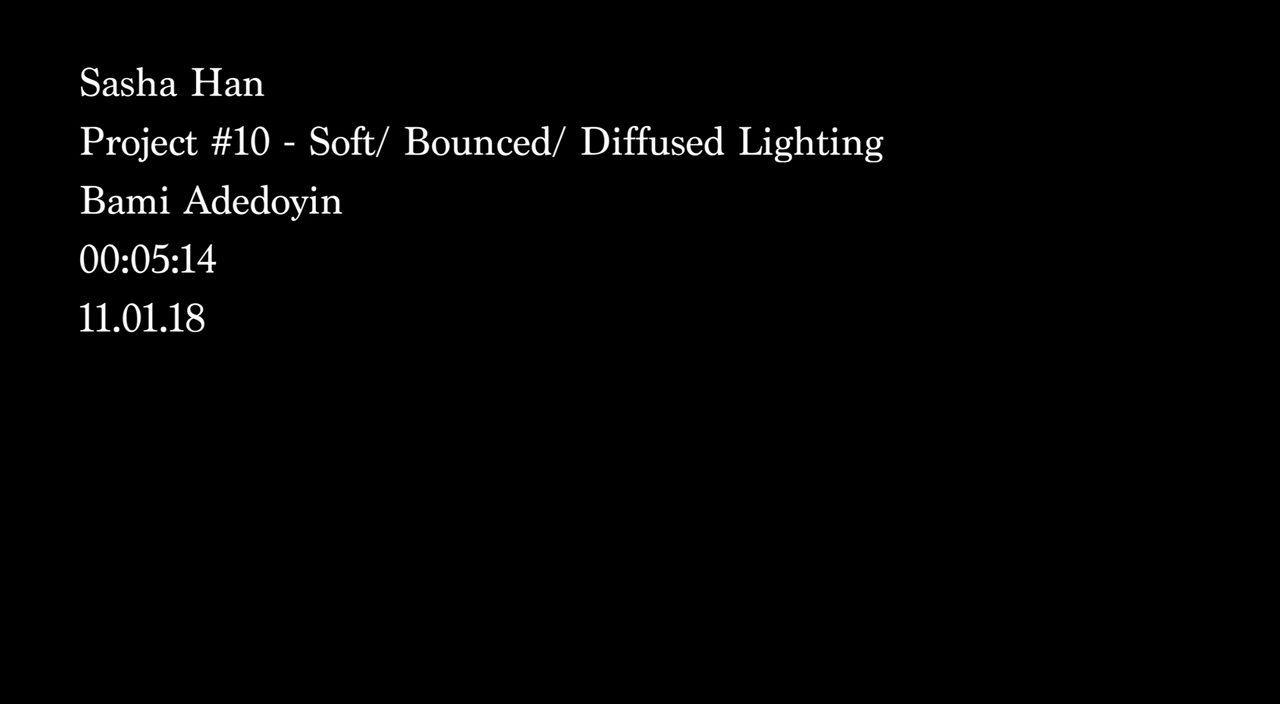 Sasha Han
Project #10 - Soft/ Bounced/ Diffused Lighting
Bami Adedoyin
00:05:14
11.01.18